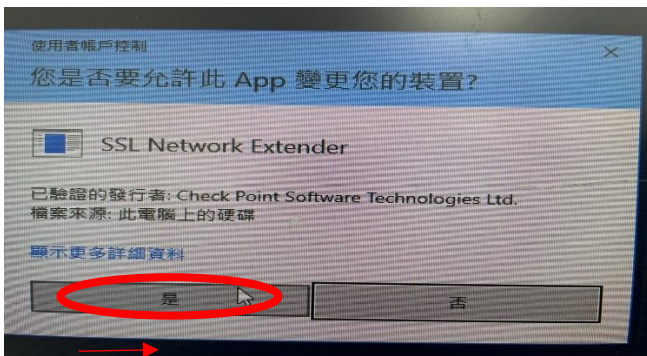 使用者帳戶控制
您是否要允許此 App 變更您的裝置?
SSL Network Extender
已驗證的發行者: Check Point Software Technologies Ltd.
檔案來源: 此電腦上的硬碟
顯示更多詳細資料
是
否